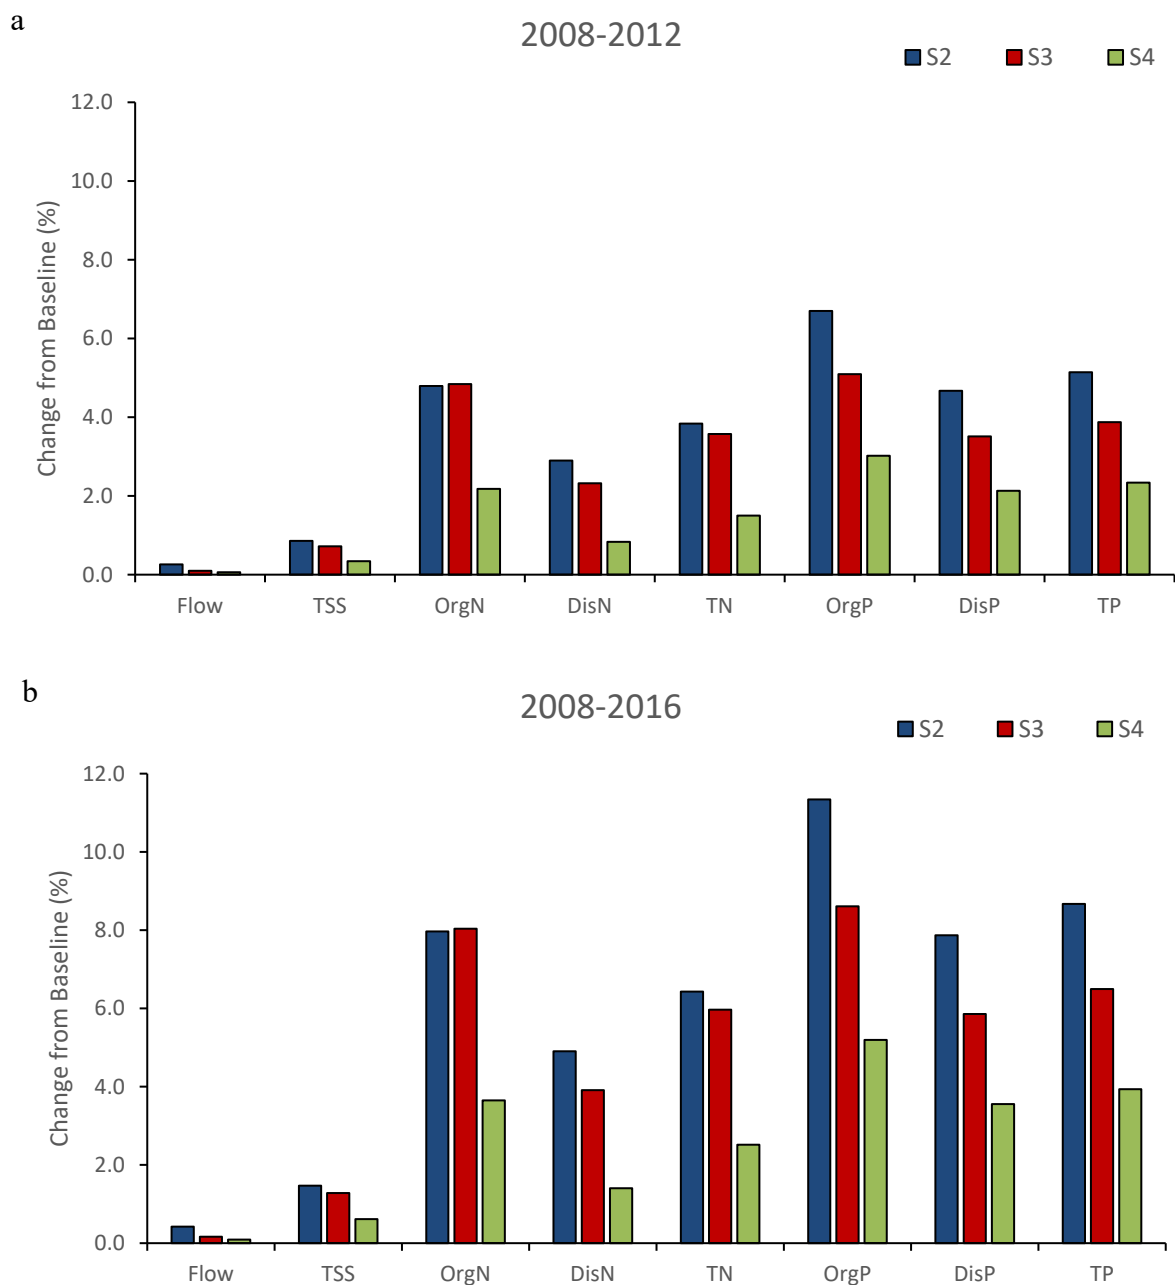 a
2008-2012
S2 S3 S4
Change from Baseline (%)
12.0
10.0
8.0
6.0
4.0
2.0
0.0
Flow TSS OrgN DisN TN OrgP DisP TP
b
2008-2016
S2 S3 S4
Change from Baseline (%)
12.0
10.0
8.0
6.0
4.0
2.0
0.0
Flow TSS OrgN DisN TN OrgP DisP TP